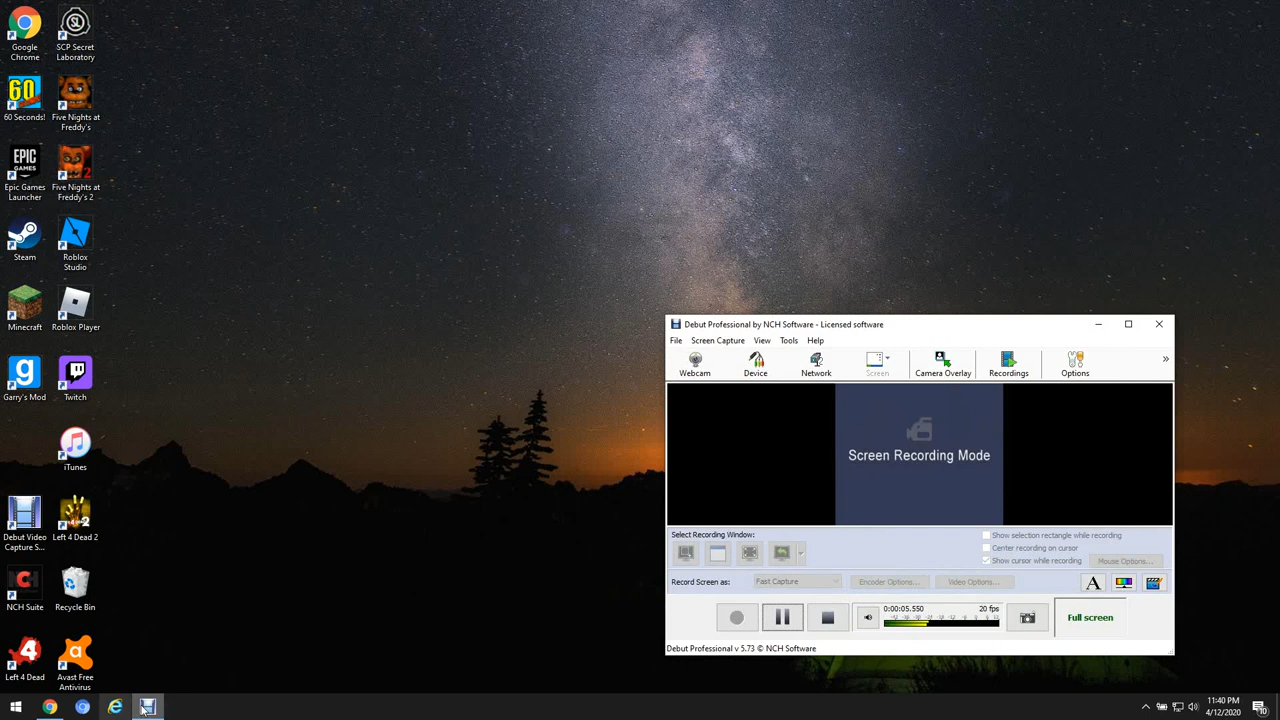 Google
Chrome
SCP Secret
Laboratory
60
60 Seconds!
Five Nights at
Freddy's
EPIC
GAMES
Epic Games
Launcher
2
Five Nights at
Freddy's 2
Steam
Roblox
Studio
Minecraft
Roblox Player
g
Garry's Mod
Twitch
iTunes
Debut Video
Capture S...
Left 4 Dead 2
NCH Suite
Recycle Bin
4
Left 4 Dead
a
Avast Free
Antivirus
Debut Professional by NCH Software - Licensed software
File Screen Capture View Tools Help
Webcam Device Network Screen Camera Overlay Recordings Options »
Screen Recording Mode
Select Recording Window:
Show selection rectangle while recording
Center recording on cursor
Show cursor while recording
Mouse Options...
Record Screen as: Fast Capture Encoder Options... Video Options... A
0:00:05.550 20 fps
Full screen
Debut Professional v 5.73 © NCH Software
11:40 PM
4/12/2020
10